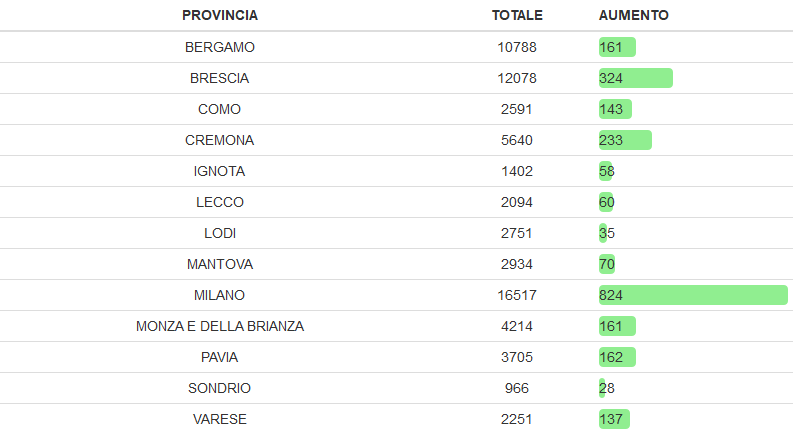 PROVINCIA TOTALE AUMENTO
BERGAMO 10788 161
BRESCIA 12078 324
COMO 2591 143
CREMONA 5640 233
IGNOTA 1402 58
LECCO 2094 60
LODI 2751 35
MANTOVA 2934 70
MILANO 16517 824
MONZA E DELLA BRIANZA 4214 161
PAVIA 3705 162
SONDRIO 966 28
VARESE 2251 137